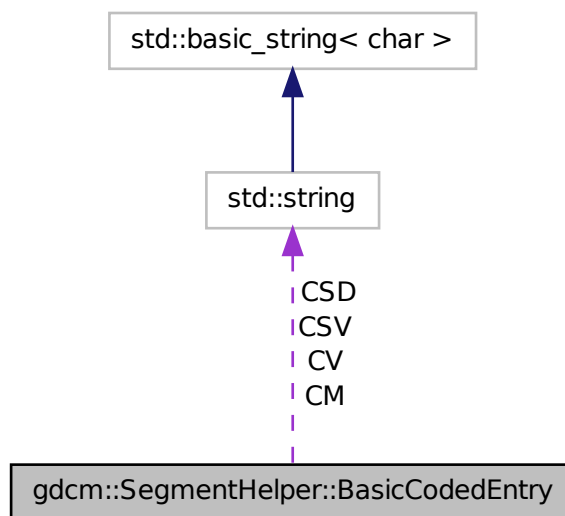 std::basic_string< char >
std::string
CSD
CSV
CV
CM
gdcm::SegmentHelper::BasicCodedEntry